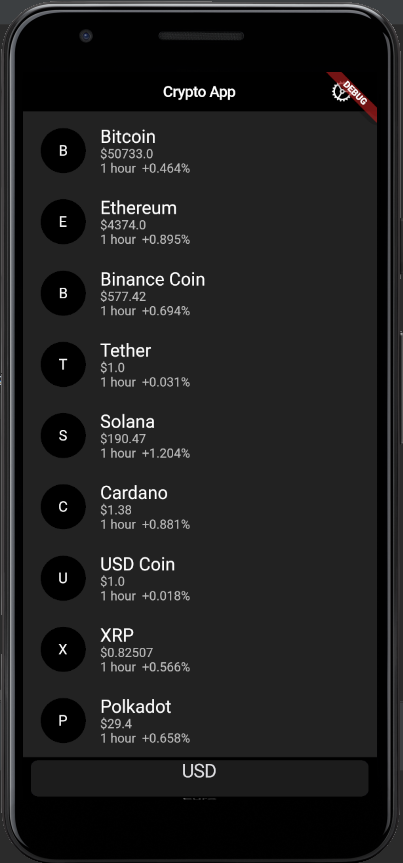 Crypto App
DEBUG
B
Bitcoin
$50733.0
1 hour +0.464%
E
Ethereum
$4374.0
1 hour +0.895%
B
Binance Coin
$577.42
1 hour +0.694%
T
Tether
$1.0
1 hour +0.031%
S
Solana
$190.47
1 hour +1.204%
C
Cardano
$1.38
1 hour +0.881%
U
USD Coin
$1.0
1 hour +0.018%
X
XRP
$0.82507
1 hour +0.566%
P
Polkadot
$29.4
1 hour +0.658%
USD